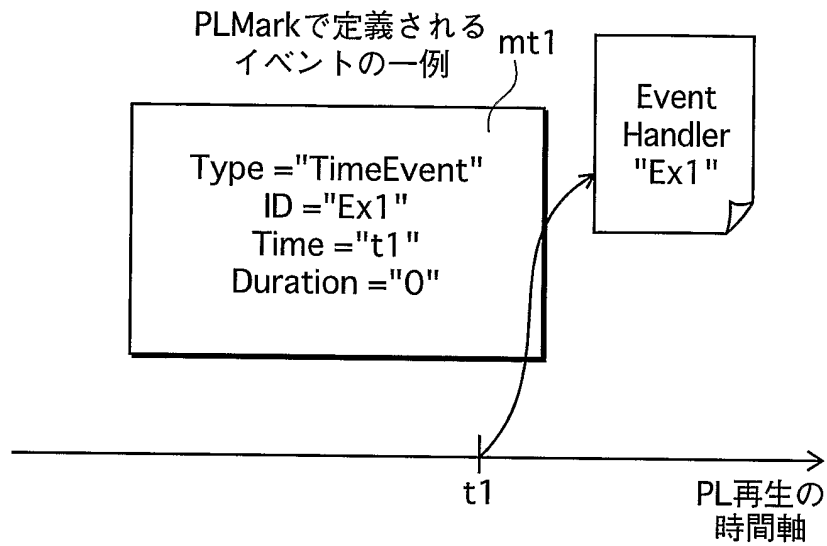 PLMarkで定義される
イベントの一例
mt1
Type ="TimeEvent"
ID ="Ex1"
Time ="t1"
Duration ="0"
Event
Handler
"Ex1"
t1
PL再生の
時間軸